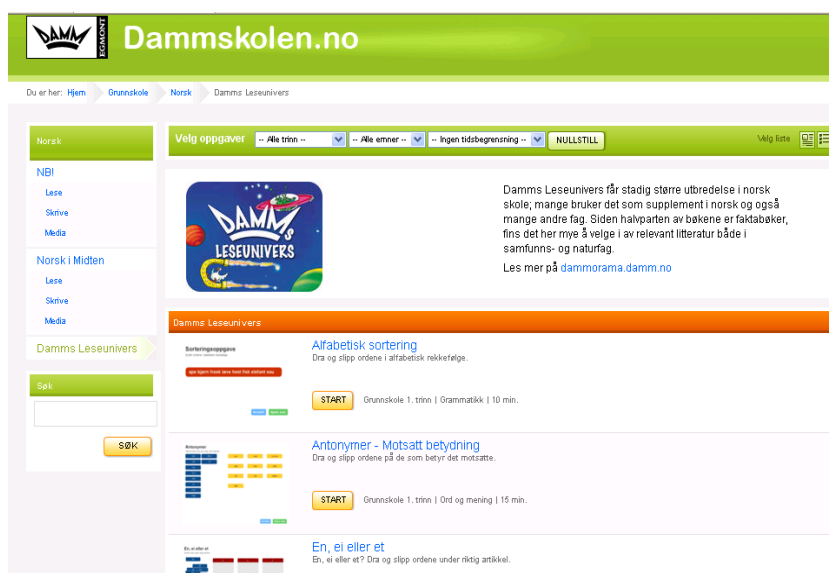 DAMM
EGMONT
Dammskolen.no
Du er her: Hjem Grunnskole Norsk Damms Leseunivers
Norsk
NB!
Lese
Skrive
Media
Norsk i Midten
Lese
Skrive
Media
Damms Leseunivers
Søk
SØK
Velg oppgaver -- Alle trinn -- -- Alle emner -- -- Ingen tidsbegrensning -- NULLSTILL Velg liste
DAMMs
LESEUNIVERS
Damms Leseunivers får stadig større utbredelse i norsk
skole; mange bruker det som supplement i norsk og også
mange andre fag. Siden halvparten av bøkene er faktabøker,
fins det her mye å velge i av relevant litteratur både i
samfunns- og naturfag.
Les mer på dammorama.damm.no
Damms Leseunivers
Sorteringsoppgave
Alfabetisk sortering
Dra og slipp ordene i alfabetisk rekkefølge.
START Grunnskole 1. trinn | Grammatikk | 10 min.
Antonymer
Antonymer - Motsatt betydning
Dra og slipp ordene på de som betyr det motsatte.
START Grunnskole 1. trinn | Ord og mening | 15 min.
En, ei eller et
En, ei eller et
En, ei eller et? Dra og slipp ordene under riktig artikkel.